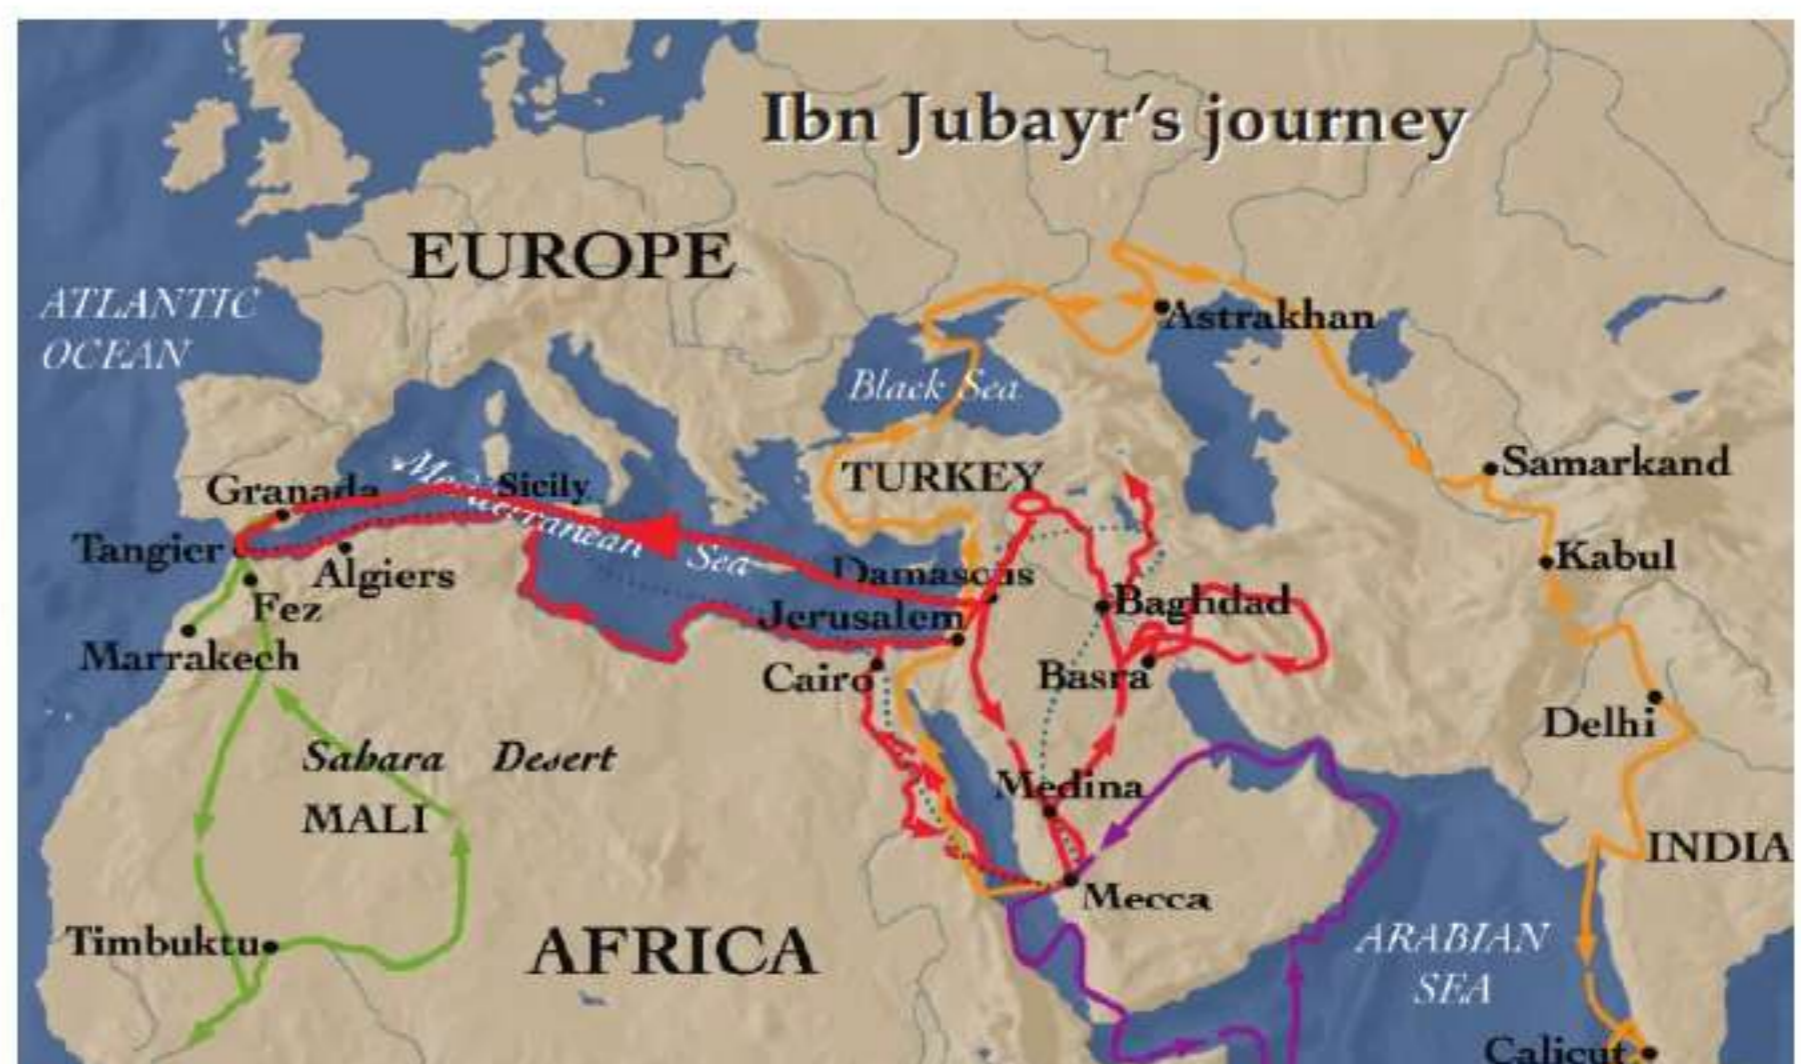 Ibn Jubayr's journey
EUROPE
ATLANTIC
OCEAN
Astrakhan
Black Sea
Samarkand
TURKEY
Granada
Mediterranean Sea
Sicily
Tangier
Algiers
Damascus
Kabul
Fez
Jerusalem
Baghdad
Marrakech
Cairo
Basra
Delhi
Sahara Desert
Medina
MALI
INDIA
Mecca
Timbuktu
AFRICA
ARABIAN
SEA
Calicut